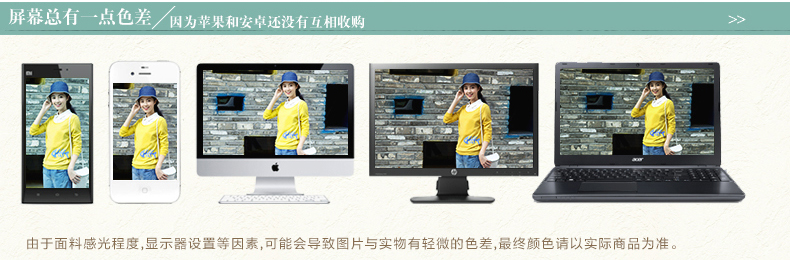 屏幕总有一点色差/因为苹果和安卓还没有互相收购 >>
MI
hp
acer
由于面料感光程度,显示器设置等因素,可能会导致图片与实物有轻微的色差,最终颜色请以实际商品为准。